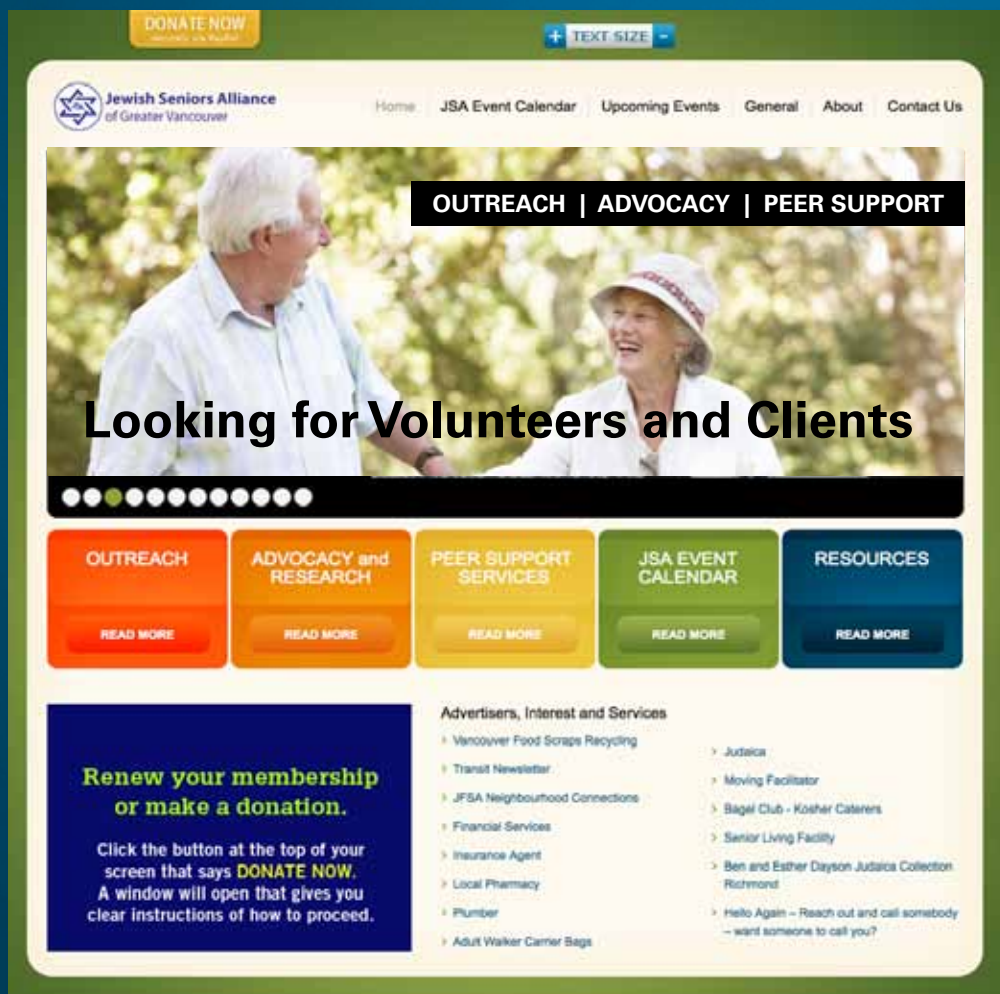 DONATE NOW
+ TEXT SIZE -
Jewish Seniors Alliance
of Greater Vancouver
Home JSA Event Calendar Upcoming Events General About Contact Us
OUTREACH | ADVOCACY | PEER SUPPORT
Looking for Volunteers and Clients
OUTREACH
READ MORE
ADVOCACY and
RESEARCH
READ MORE
PEER SUPPORT
SERVICES
READ MORE
JSA EVENT
CALENDAR
READ MORE
RESOURCES
READ MORE
Renew your membership
or make a donation.
Click the button at the top of your
screen that says DONATE NOW.
A window will open that gives you
clear instructions of how to proceed.
Advertisers, Interest and Services
Vancouver Food Scraps Recycling
Transit Newsletter
JFSA Neighbourhood Connections
Financial Services
Insurance Agent
Local Pharmacy
Plumber
Adult Walker Carrier Bags
Judaica
Moving Facilitator
Bagel Club - Kosher Caterers
Senior Living Facility
Ben and Esther Dayson Judaica Collection
Richmond
Hello Again – Reach out and call somebody
– want someone to call you?